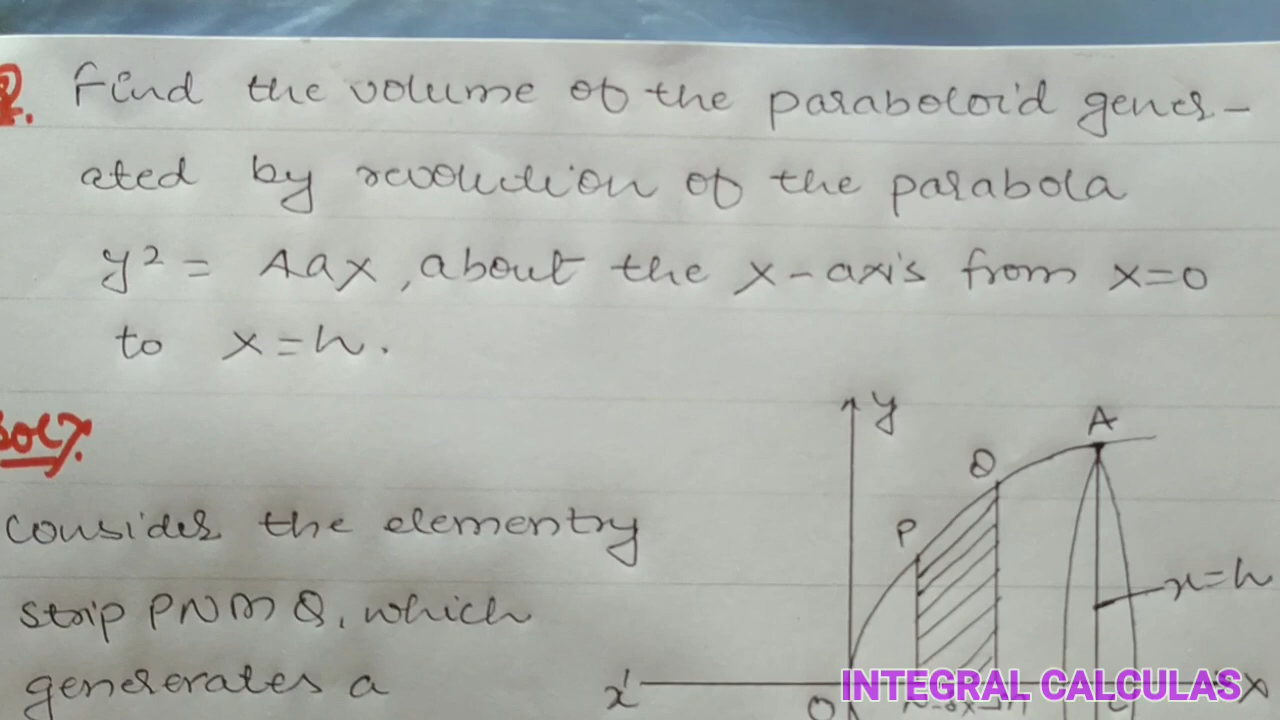 Q. Find the volume of the paraboloid gener-
ated by revolution of the parabola
y² = 4ax, about the x-axis from x=0
to x=h.
Solⁿ.
Consider the elementry
strip PNMQ, which
genererates a
y
A
Q
P
x=h
x'
O
x
INTEGRAL CALCULAS